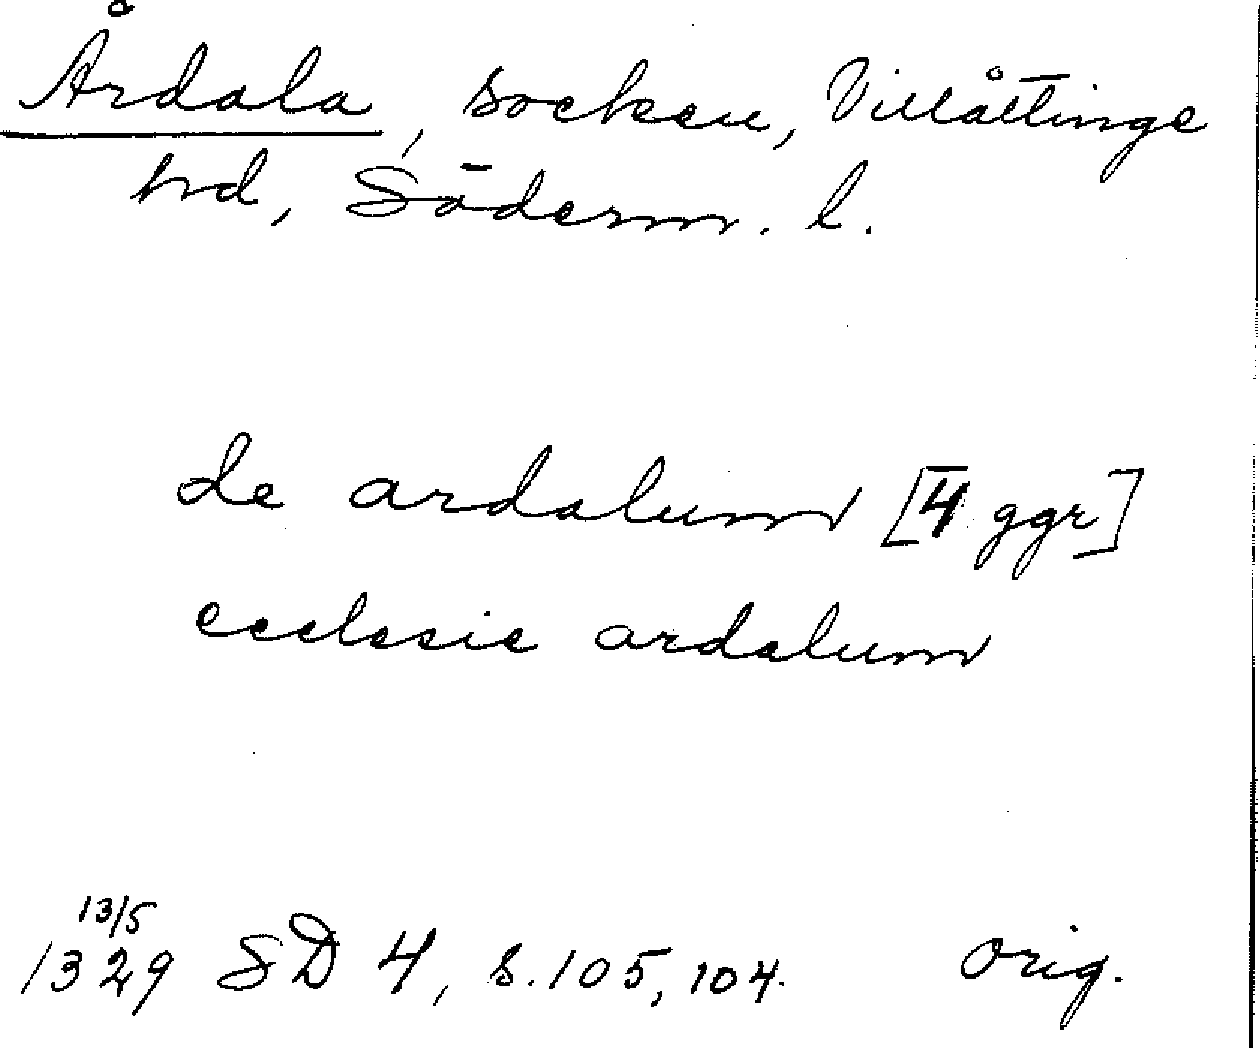 Årdala, socken, Villåttinge
hd, Söderm. l.
de ardalum [4 ggr]
ecclesie ardalum
13/5
1329 SD 4, s. 105, 104. orig.